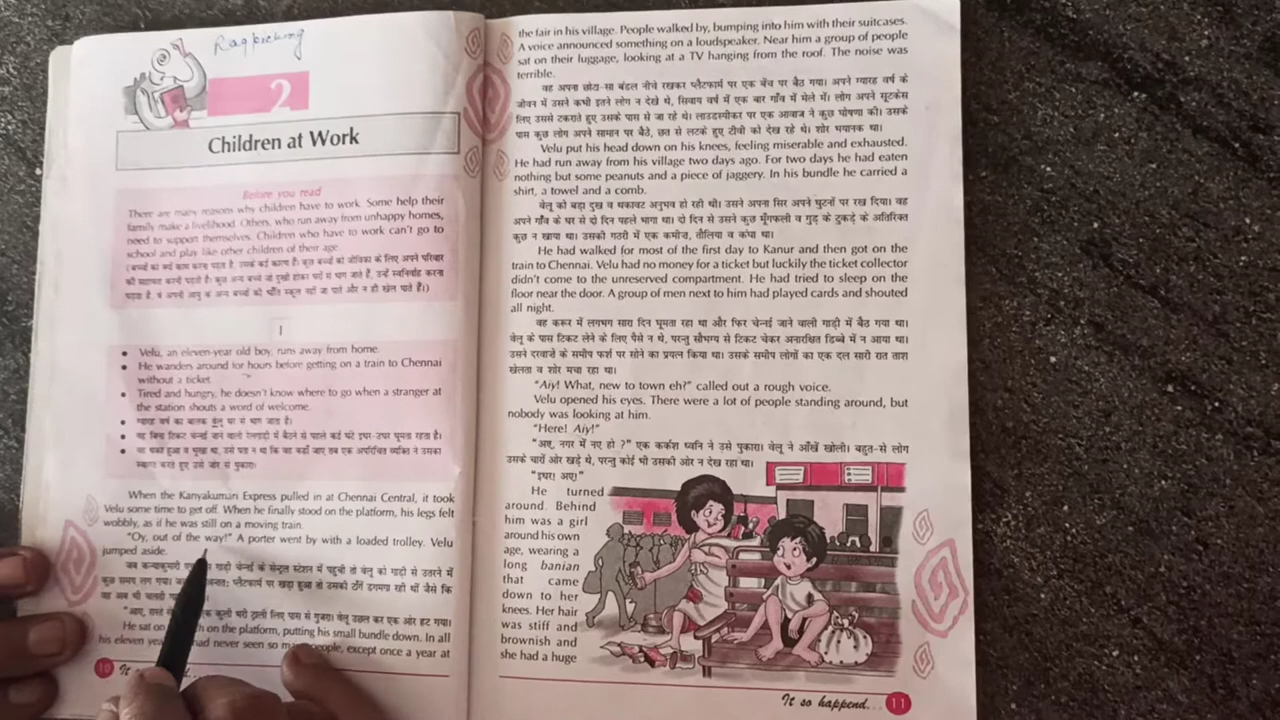 Ragpicking
2
Children at Work
Before you read
There are many reasons why children have to work. Some help their
family make a livelihood. Others, who run away from unhappy homes,
need to support themselves. Children who have to work can't go to
school and play like other children of their age.
(बच्चों को क्यों काम करना पड़ता है, उसके कई कारण हैं। कुछ बच्चों को जीविका के लिए अपने परिवार
की सहायता करनी पड़ती है। कुछ अन्य बच्चे जो दुखी होकर घरों से भाग जाते हैं, उन्हें स्वनिर्वाह करना
पड़ता है, वे अपनी आयु के अन्य बच्चों की भाँति स्कूल नहीं जा पाते और न ही खेल पाते हैं।)
I
• Velu, an eleven-year old boy, runs away from home.
• He wanders around for hours before getting on a train to Chennai
without a ticket.
• Tired and hungry, he doesn't know where to go when a stranger at
the station shouts a word of welcome.
• ग्यारह वर्ष का बालक वेलु घर से भाग जाता है।
• वह बिना टिकट चेन्नई जाने वाली रेलगाड़ी में बैठने से पहले कई घंटे इधर-उधर घूमता रहता है।
• वह थका हुआ व भूखा था, उसे पता न था कि वह कहाँ जाए तब एक अपरिचित व्यक्ति ने उसका
स्वागत करते हुए उसे जोर से पुकारा।
When the Kanyakumari Express pulled in at Chennai Central, it took
Velu some time to get off. When he finally stood on the platform, his legs felt
wobbly, as if he was still on a moving train.
"Oy, out of the way!" A porter went by with a loaded trolley. Velu
jumped aside.
जब कन्याकुमारी गाड़ी चेन्नई के सेन्ट्रल स्टेशन में पहुंची तो वेलू को गाड़ी से उतरने में
कुछ समय लग गया। प्लेटफार्म पर खड़ा हुआ तो उसकी टाँगें डगमगा रही थीं जैसे कि
वह अब भी चलती
"आए, रास्ते एक कुली भरी ट्राली लिए पास से गुजरा। वेलू उछल कर एक ओर हट गया।
He sat on on the platform, putting his small bundle down. In all
his eleven had never seen so people, except once a year at
10 It
the fair in his village. People walked by, bumping into him with their suitcases.
A voice announced something on a loudspeaker. Near him a group of people
sat on their luggage, looking at a TV hanging from the roof. The noise was
terrible.
वह अपना छोटा-सा बंडल नीचे रखकर प्लेटफार्म पर एक बेंच पर बैठ गया। अपने ग्यारह वर्ष के
जीवन में उसने कभी इतने लोग न देखे थे, सिवाय वर्ष में एक बार गाँव में मेले में। लोग अपने सूटकेस
लिए उससे टकराते हुए उसके पास से जा रहे थे। लाउडस्पीकर पर एक आवाज ने कुछ घोषणा की। उसके
पास कुछ लोग अपने सामान पर बैठे, छत से लटके हुए टीवी को देख रहे थे। शोर भयानक था।
Velu put his head down on his knees, feeling miserable and exhausted.
He had run away from his village two days ago. For two days he had eaten
nothing but some peanuts and a piece of jaggery. In his bundle he carried a
shirt, a towel and a comb.
वेलू को बड़ा दुख व थकावट अनुभव हो रही थी। उसने अपना सिर अपने घुटनों पर रख दिया। वह
अपने गाँव के घर से दो दिन पहले भागा था। दो दिन से उसने कुछ मूँगफली व गुड़ के टुकड़े के अतिरिक्त
कुछ न खाया था। उसकी गठरी में एक कमीज, तौलिया व कंघा था।
He had walked for most of the first day to Kanur and then got on the
train to Chennai. Velu had no money for a ticket but luckily the ticket collector
didn't come to the unreserved compartment. He had tried to sleep on the
floor near the door. A group of men next to him had played cards and shouted
all night.
वह करूर में लगभग सारा दिन घूमता रहा था और फिर चेन्नई जाने वाली गाड़ी में बैठ गया था।
वेलू के पास टिकट लेने के लिए पैसे न थे, परन्तु सौभग्य से टिकट चेकर अनारक्षित डिब्बे में न आया था।
उसने दरवाजे के समीप फर्श पर सोने का प्रयत्न किया था। उसके समीप लोगों का एक दल सारी रात ताश
खेलता व शोर मचा रहा था।
"Aiy! What, new to town eh?" called out a rough voice.
Velu opened his eyes. There were a lot of people standing around, but
nobody was looking at him.
"Here! Aiy!"
"अए, नगर में नए हो ?" एक कर्कश ध्वनि ने उसे पुकारा। वेलू ने आँखें खोली। बहुत-से लोग
उसके चारों ओर खड़े थे, परन्तु कोई भी उसकी ओर न देख रहा था।
"इधर! अए!"
He turned
around. Behind
him was a girl
around his own
age, wearing a
long banian
that came
down to her
knees. Her hair
was stiff and
brownish and
she had a huge
It so happend... 11